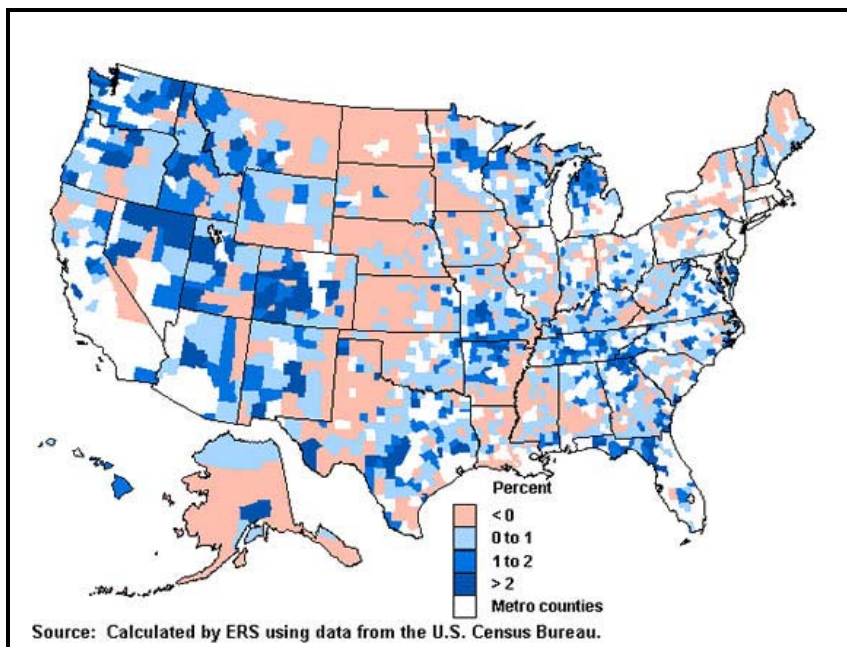 Percent
< 0
0 to 1
1 to 2
> 2
Metro counties
Source: Calculated by ERS using data from the U.S. Census Bureau.